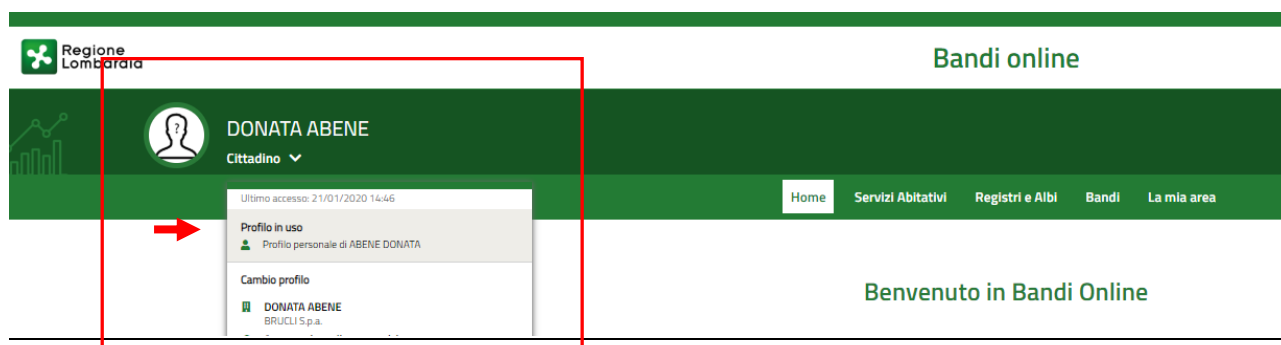 Regione
Lombardia
Bandi online
DONATA ABENE
Cittadino
Home Servizi Abitativi Registri e Albi Bandi La mia area
Ultimo accesso: 21/01/2020 14:46
Profilo in uso
Profilo personale di ABENE DONATA
Cambio profilo
DONATA ABENE
BRUCLI S.p.a.
Benvenuto in Bandi Online